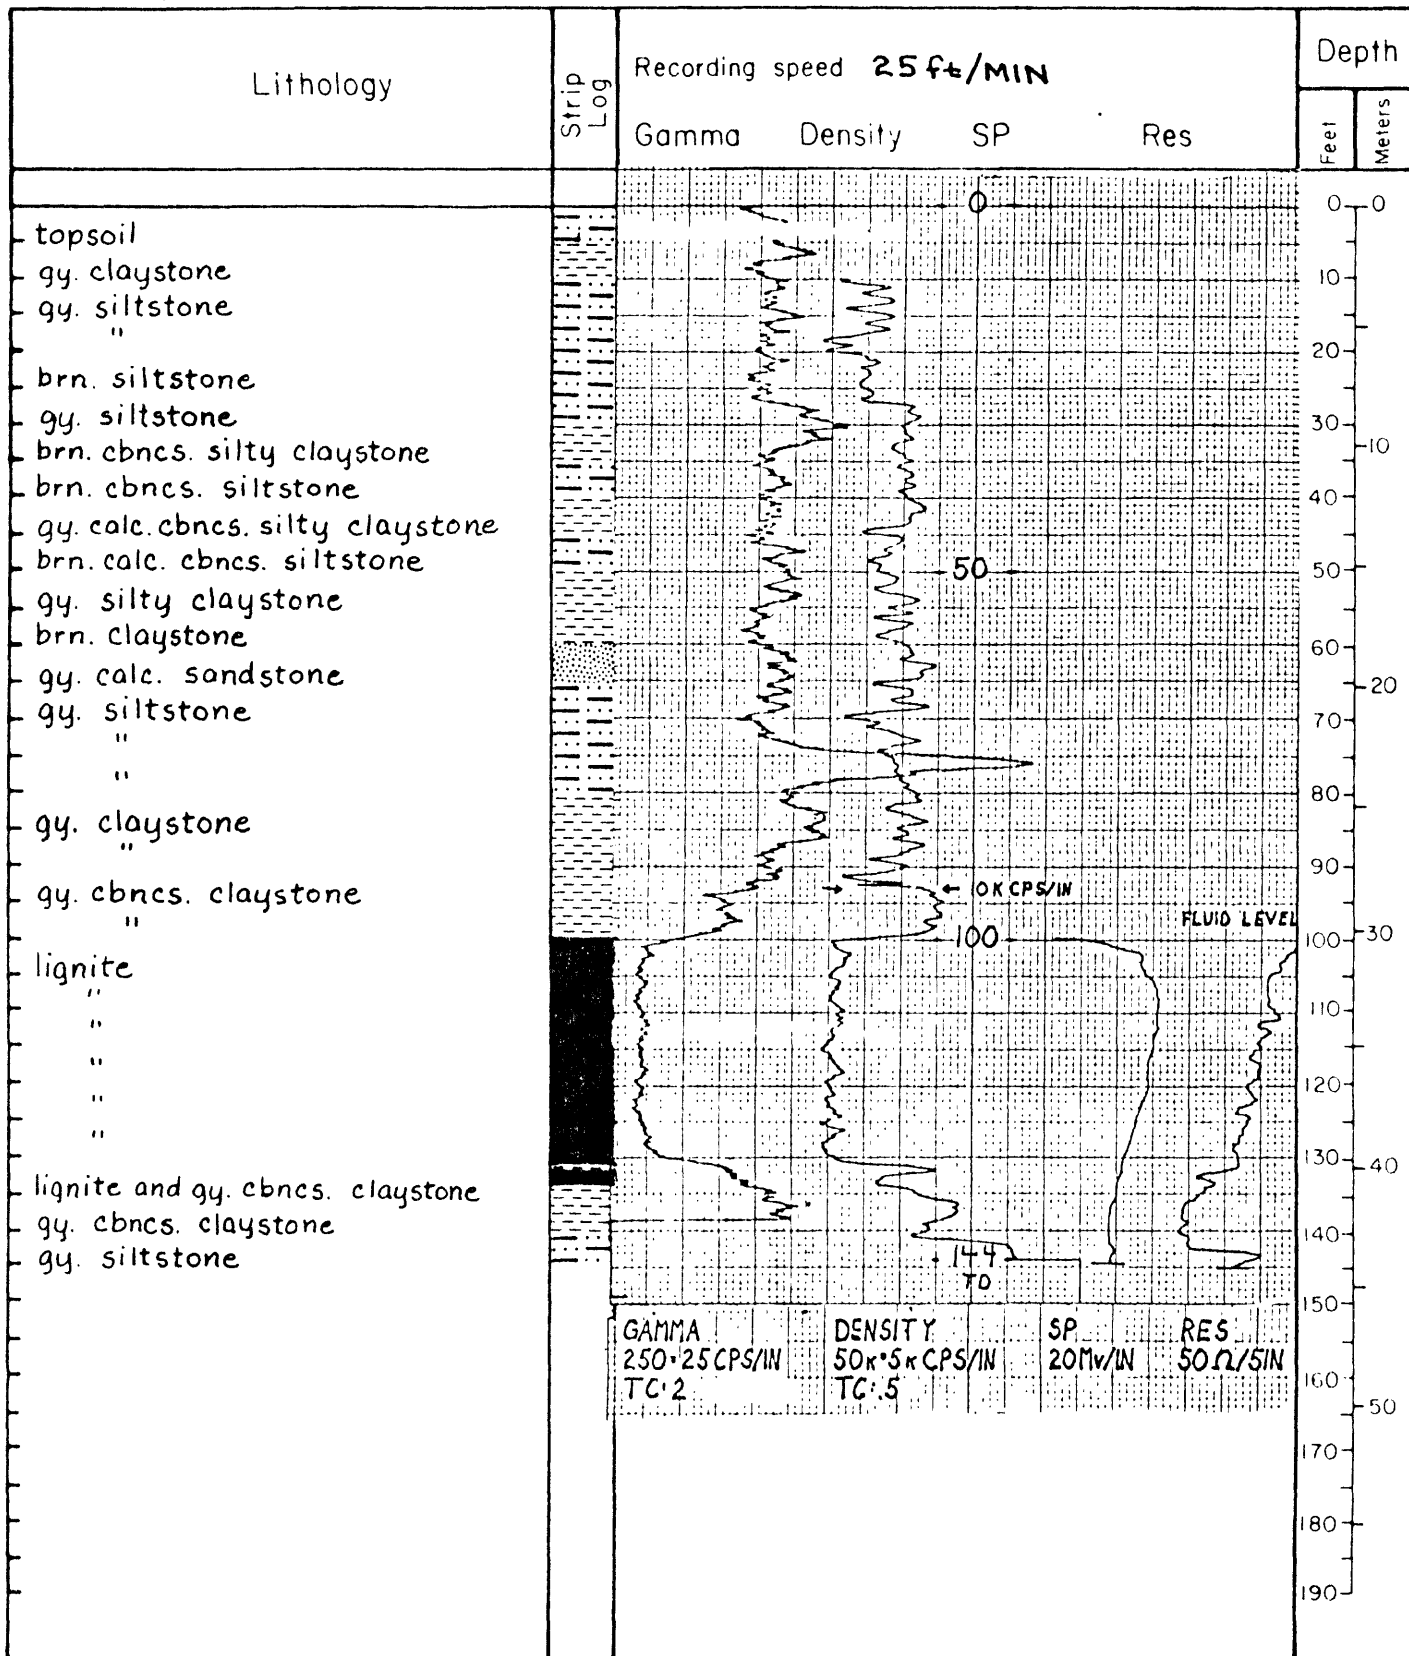 Lithology
Strip Log
Recording speed 25 ft/MIN
Gamma Density SP Res
Depth
Feet
Meters
topsoil
gy. claystone
gy. siltstone
"
brn. siltstone
gy. siltstone
brn. cbncs. silty claystone
brn. cbncs. siltstone
gy. calc. cbncs. silty claystone
brn. calc. cbncs. siltstone
gy. silty claystone
brn. claystone
gy. calc. sandstone
gy. siltstone
"
"
gy. claystone
"
gy. cbncs. claystone
"
lignite
"
"
"
"
"
lignite and gy. cbncs. claystone
gy. cbncs. claystone
gy. siltstone
0
50
OK CPS/IN
FLUID LEVEL
100
144
TD
GAMMA
250·25 CPS/IN
TC·2
DENSITY
50K·5K CPS/IN
TC·.5
SP
20MV/IN
RES
50Ω/5IN
0
10
20
30
40
50
60
70
80
90
100
110
120
130
140
150
160
170
180
190
0
10
20
30
40
50